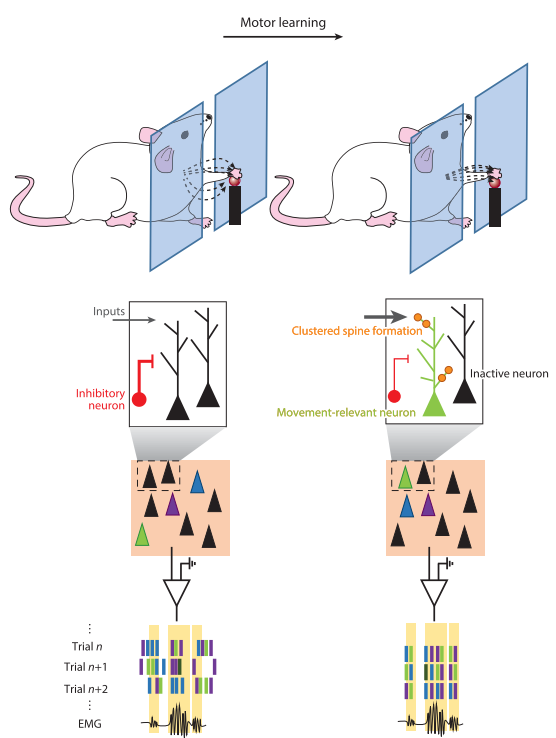 Motor learning
Inputs
Inhibitory
neuron
Clustered spine formation
Inactive neuron
Movement-relevant neuron
⋮
Trial n
Trial n+1
Trial n+2
⋮
EMG